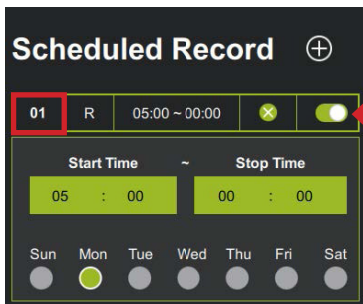 Scheduled Record
01 R 05:00 ~ 00:00
Start Time ~ Stop Time
05 : 00 00 : 00
Sun Mon Tue Wed Thu Fri Sat